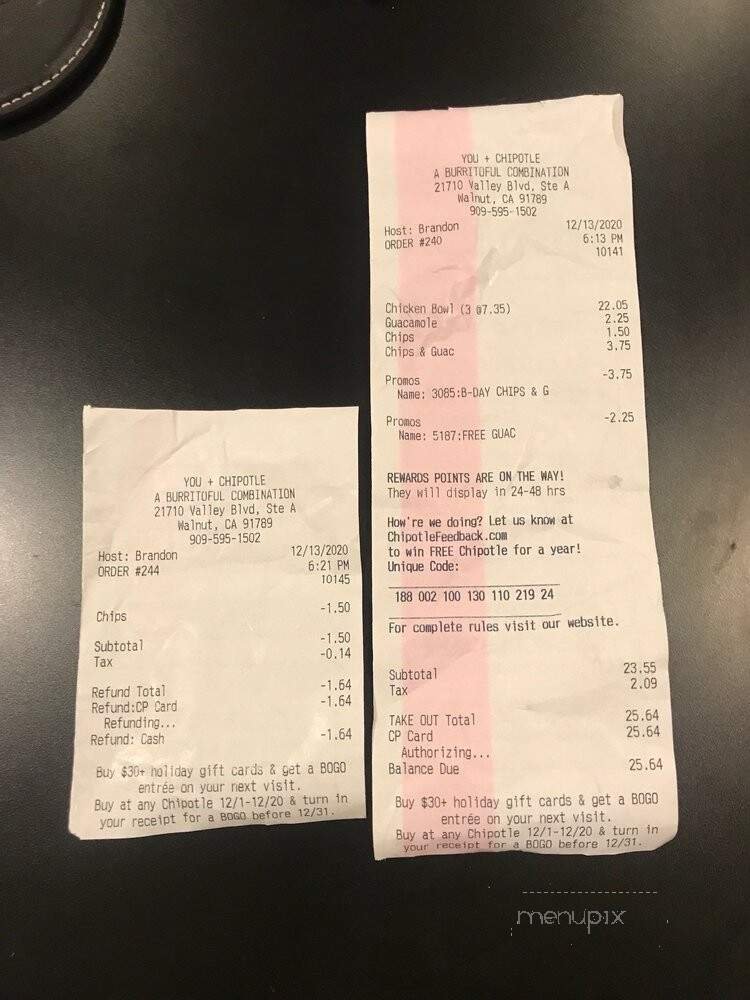 YOU + CHIPOTLE
A BURRITOFUL COMBINATION
21710 Valley Blvd, Ste A
Walnut, CA 91789
909-595-1502
Host: Brandon 12/13/2020
ORDER #244 6:21 PM
10145
Chips -1.50
Subtotal -1.50
Tax -0.14
Refund Total -1.64
Refund:CP Card -1.64
Refunding...
Refund: Cash -1.64
Buy $30+ holiday gift cards & get a BOGO
entrée on your next visit.
Buy at any Chipotle 12/1-12/20 & turn in
your receipt for a BOGO before 12/31.
YOU + CHIPOTLE
A BURRITOFUL COMBINATION
21710 Valley Blvd, Ste A
Walnut, CA 91789
909-595-1502
Host: Brandon 12/13/2020
ORDER #240 6:13 PM
10141
Chicken Bowl (3 @7.35) 22.05
Guacamole 2.25
Chips 1.50
Chips & Guac 3.75
Promos -3.75
Name: 3085:B-DAY CHIPS & G
Promos -2.25
Name: 5187:FREE GUAC
REWARDS POINTS ARE ON THE WAY!
They will display in 24-48 hrs
How're we doing? Let us know at
ChipotleFeedback.com
to win FREE Chipotle for a year!
Unique Code:
188 002 100 130 110 219 24
For complete rules visit our website.
Subtotal 23.55
Tax 2.09
TAKE OUT Total 25.64
CP Card 25.64
Authorizing...
Balance Due 25.64
Buy $30+ holiday gift cards & get a BOGO
entrée on your next visit.
Buy at any Chipotle 12/1-12/20 & turn in
your receipt for a BOGO before 12/31.
menupix